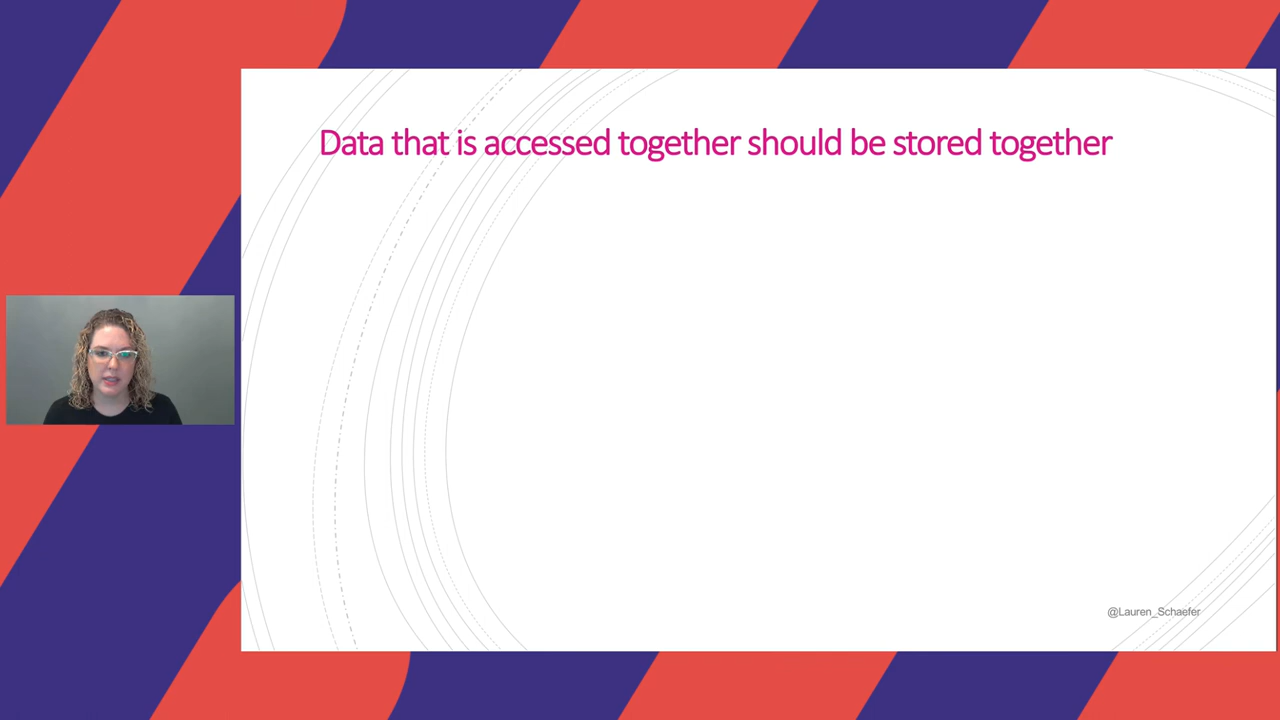 Data that is accessed together should be stored together
@Lauren_Schaefer